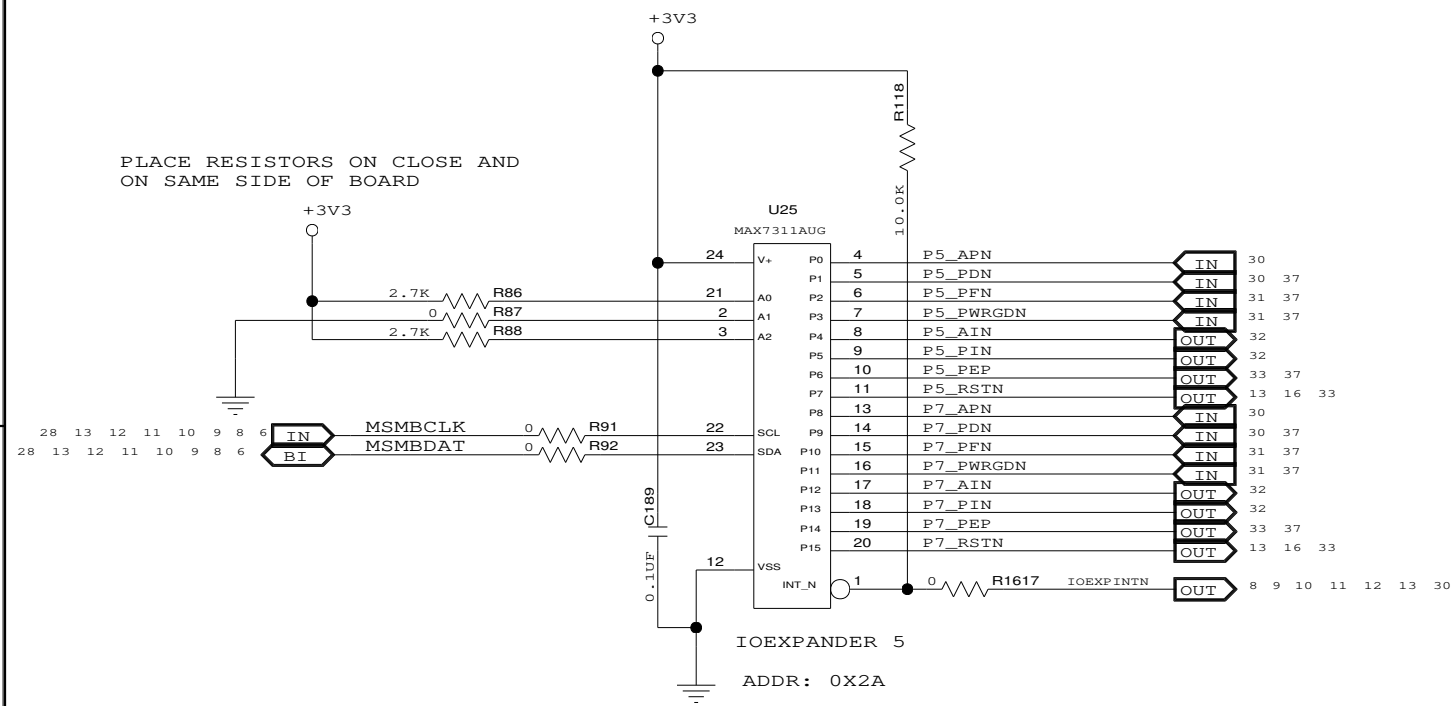 +3V3
R118
10.0K
PLACE RESISTORS ON CLOSE AND
ON SAME SIDE OF BOARD
+3V3
U25
MAX7311AUG
24 V+ P0 4 P5_APN IN 30
P1 5 P5_PDN IN 30 37
2.7K R86 21 A0 P2 6 P5_PFN IN 31 37
0 R87 2 A1 P3 7 P5_PWRGDN IN 31 37
2.7K R88 3 A2 P4 8 P5_AIN OUT 32
P5 9 P5_PIN OUT 32
P6 10 P5_PEP OUT 33 37
P7 11 P5_RSTN OUT 13 16 33
P8 13 P7_APN IN 30
28 13 12 11 10 9 8 6 IN MSMBCLK 0 R91 22 SCL P9 14 P7_PDN IN 30 37
28 13 12 11 10 9 8 6 BI MSMBDAT 0 R92 23 SDA P10 15 P7_PFN IN 31 37
P11 16 P7_PWRGDN IN 31 37
P12 17 P7_AIN OUT 32
P13 18 P7_PIN OUT 32
P14 19 P7_PEP OUT 33 37
P15 20 P7_RSTN OUT 13 16 33
C189
0.1UF
12 VSS
INT_N 1 0 R1617 IOEXPINTN OUT 8 9 10 11 12 13 30
IOEXPANDER 5
ADDR: 0X2A